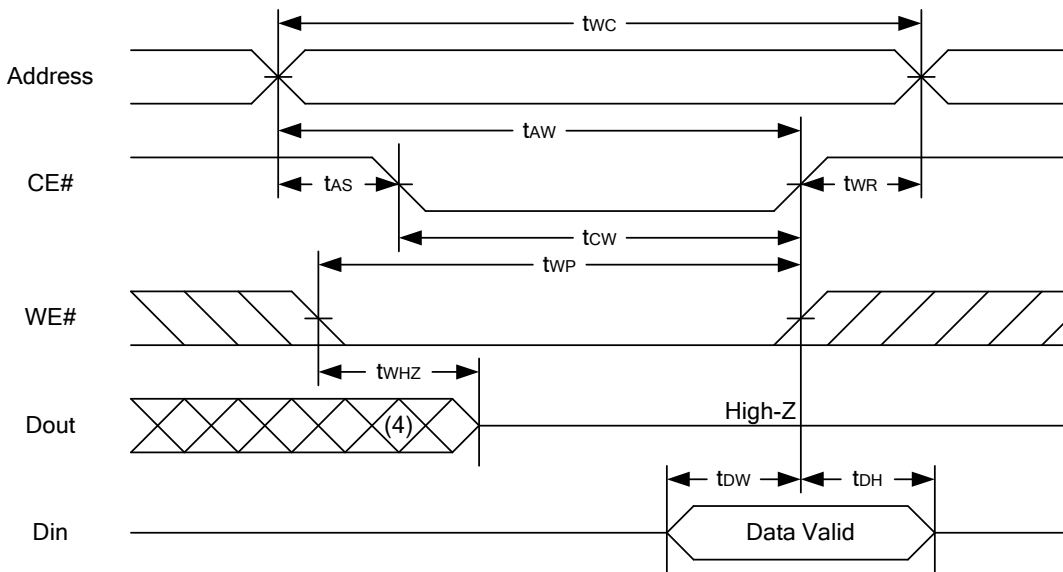 tWC
Address
tAW
CE#
tAS
tWR
tCW
tWP
WE#
tWHZ
Dout
(4)
High-Z
tDW
tDH
Din
Data Valid